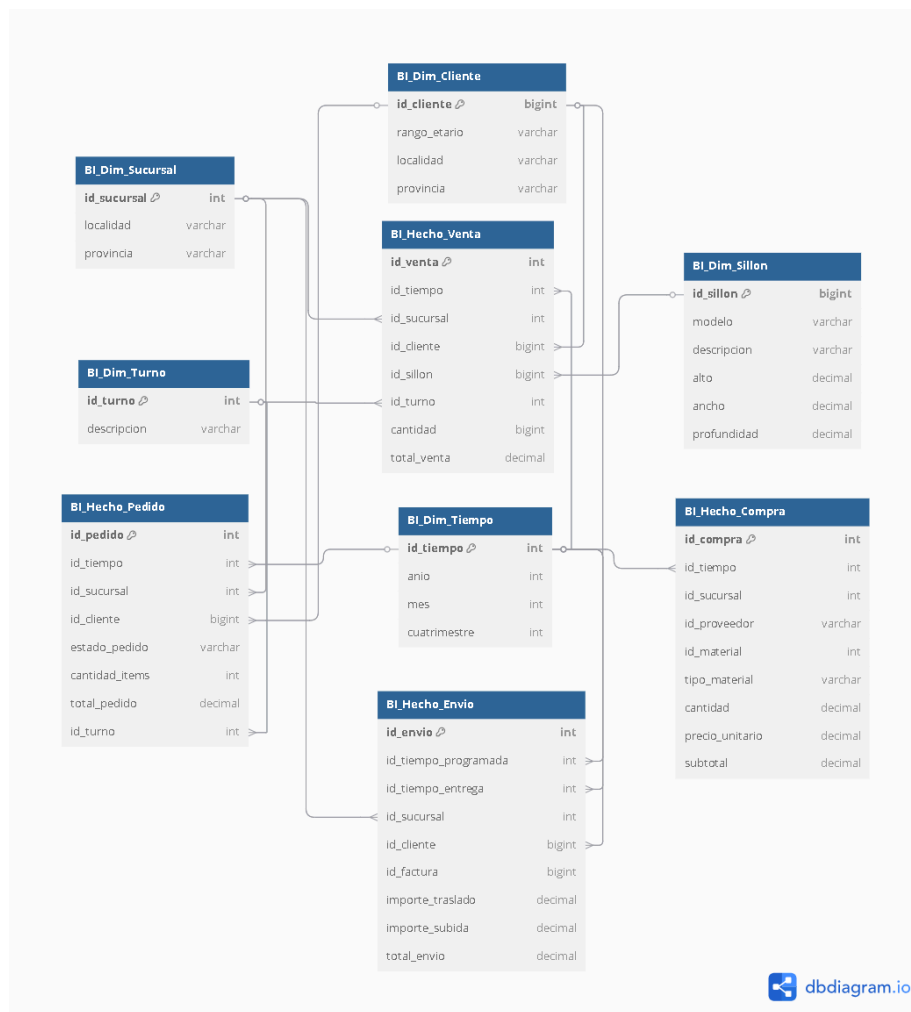 BI_Dim_Cliente
id_cliente bigint
rango_etario varchar
localidad varchar
provincia varchar
BI_Dim_Sucursal
id_sucursal int
localidad varchar
provincia varchar
BI_Hecho_Venta
id_venta int
id_tiempo int
id_sucursal int
id_cliente bigint
id_sillon bigint
id_turno int
cantidad bigint
total_venta decimal
BI_Dim_Sillon
id_sillon bigint
modelo varchar
descripcion varchar
alto decimal
ancho decimal
profundidad decimal
BI_Dim_Turno
id_turno int
descripcion varchar
BI_Hecho_Pedido
id_pedido int
id_tiempo int
id_sucursal int
id_cliente bigint
estado_pedido varchar
cantidad_items int
total_pedido decimal
id_turno int
BI_Dim_Tiempo
id_tiempo int
anio int
mes int
cuatrimestre int
BI_Hecho_Compra
id_compra int
id_tiempo int
id_sucursal int
id_proveedor varchar
id_material int
tipo_material varchar
cantidad decimal
precio_unitario decimal
subtotal decimal
BI_Hecho_Envio
id_envio int
id_tiempo_programada int
id_tiempo_entrega int
id_sucursal int
id_cliente bigint
id_factura bigint
importe_traslado decimal
importe_subida decimal
total_envio decimal
dbdiagram.io